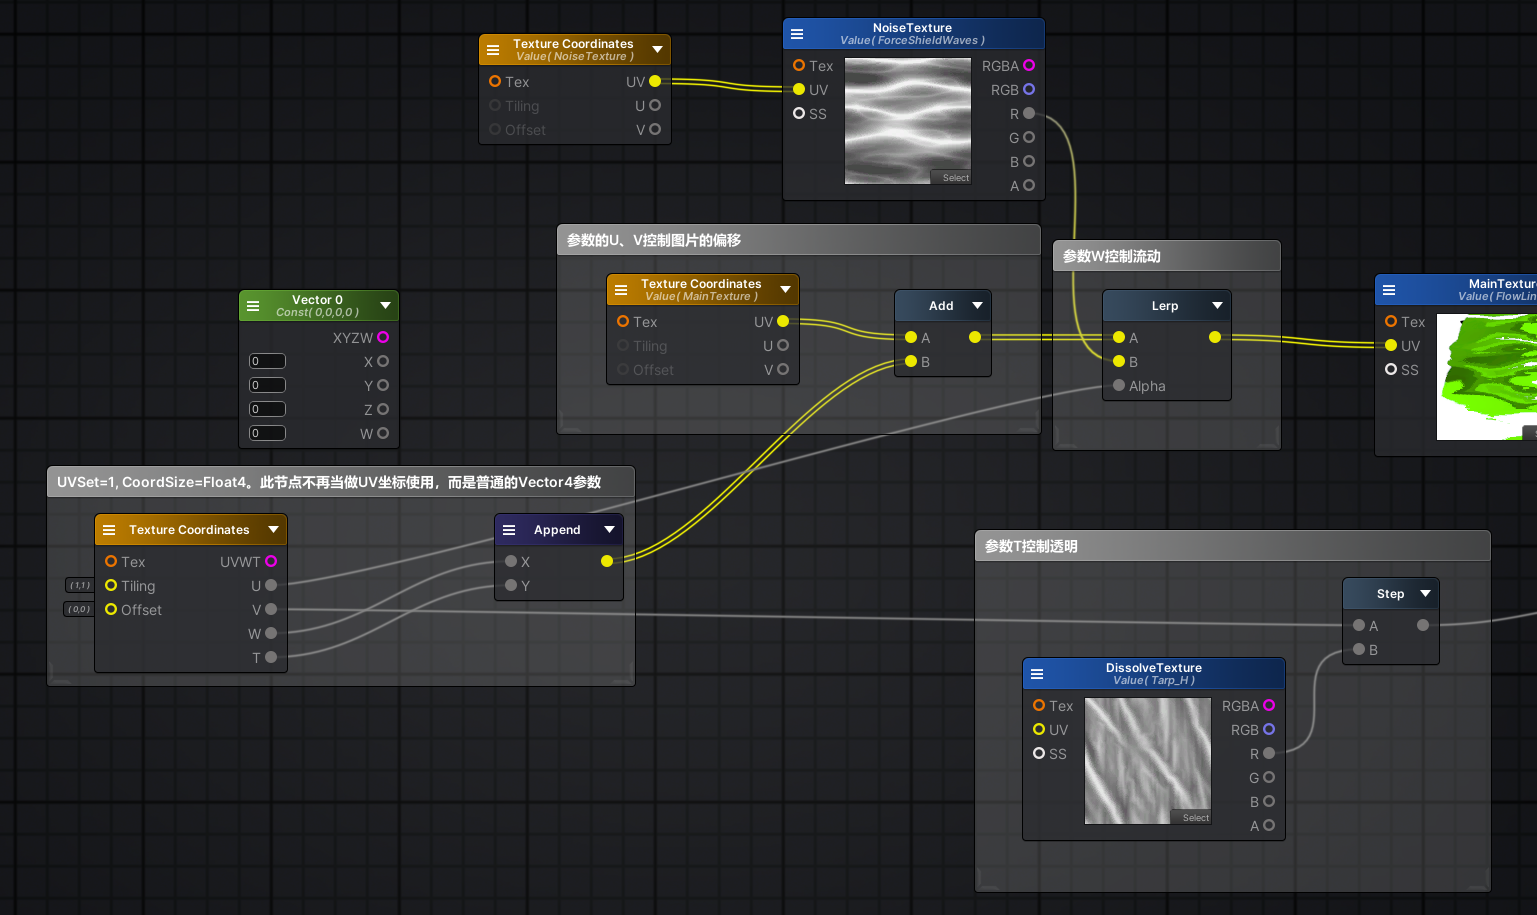 Texture Coordinates
Value( NoiseTexture )
Tex
UV
Tiling
U
Offset
V
NoiseTexture
Value( ForceShieldWaves )
Tex
RGBA
UV
RGB
SS
R
G
B
A
Select
参数的U、V控制图片的偏移
Texture Coordinates
Value( MainTexture )
Tex
UV
Tiling
U
Offset
V
Add
A
B
参数W控制流动
Lerp
A
B
Alpha
MainTextur
Value( FlowLin
Tex
UV
SS
Vector 0
Const( 0,0,0,0 )
XYZW
0
X
0
Y
0
Z
0
W
UVSet=1, CoordSize=Float4。此节点不再当做UV坐标使用，而是普通的Vector4参数
Texture Coordinates
Tex
UVWT
(1,1)
Tiling
U
(0,0)
Offset
V
W
T
Append
X
Y
参数T控制透明
Step
A
B
DissolveTexture
Value( Tarp_H )
Tex
RGBA
UV
RGB
SS
R
G
B
A
Select